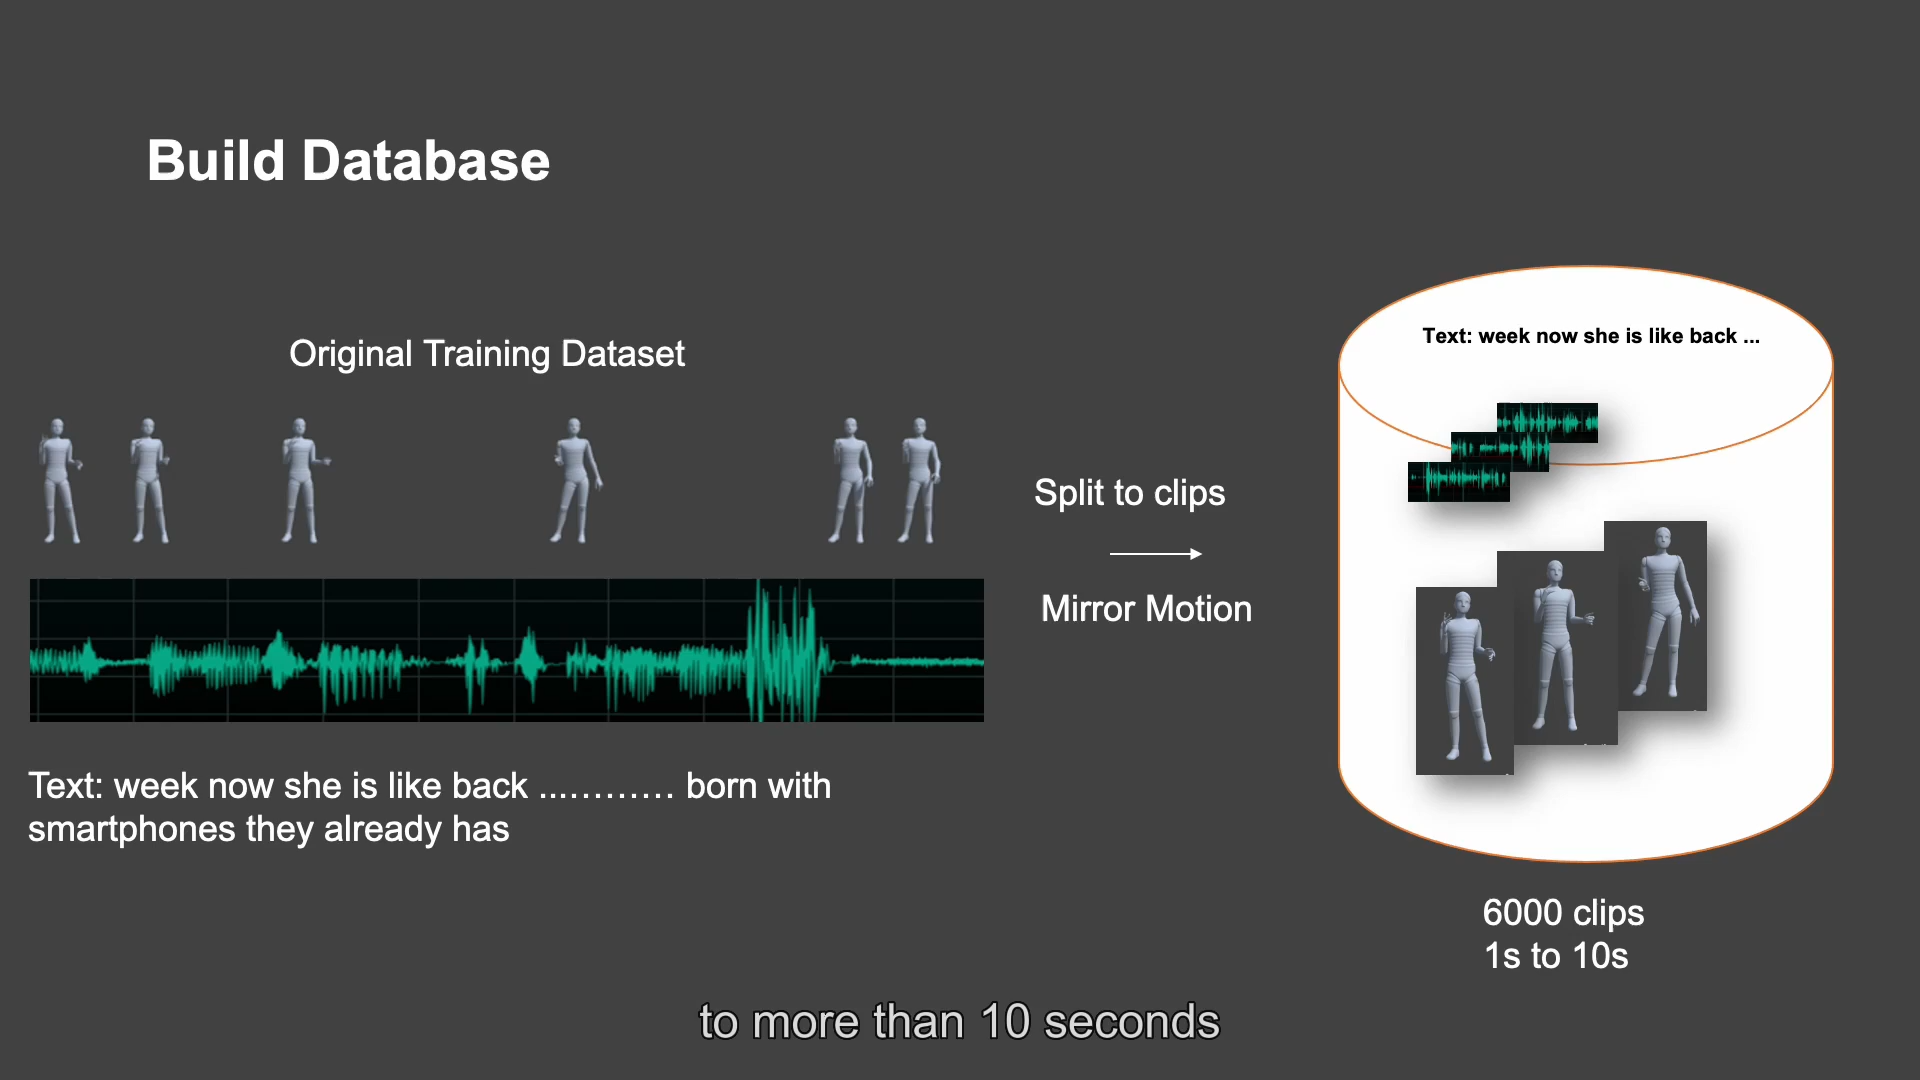 Build Database
Original Training Dataset
Text: week now she is like back ...……… born with
smartphones they already has
Split to clips
Mirror Motion
Text: week now she is like back ...
6000 clips
1s to 10s
to more than 10 seconds